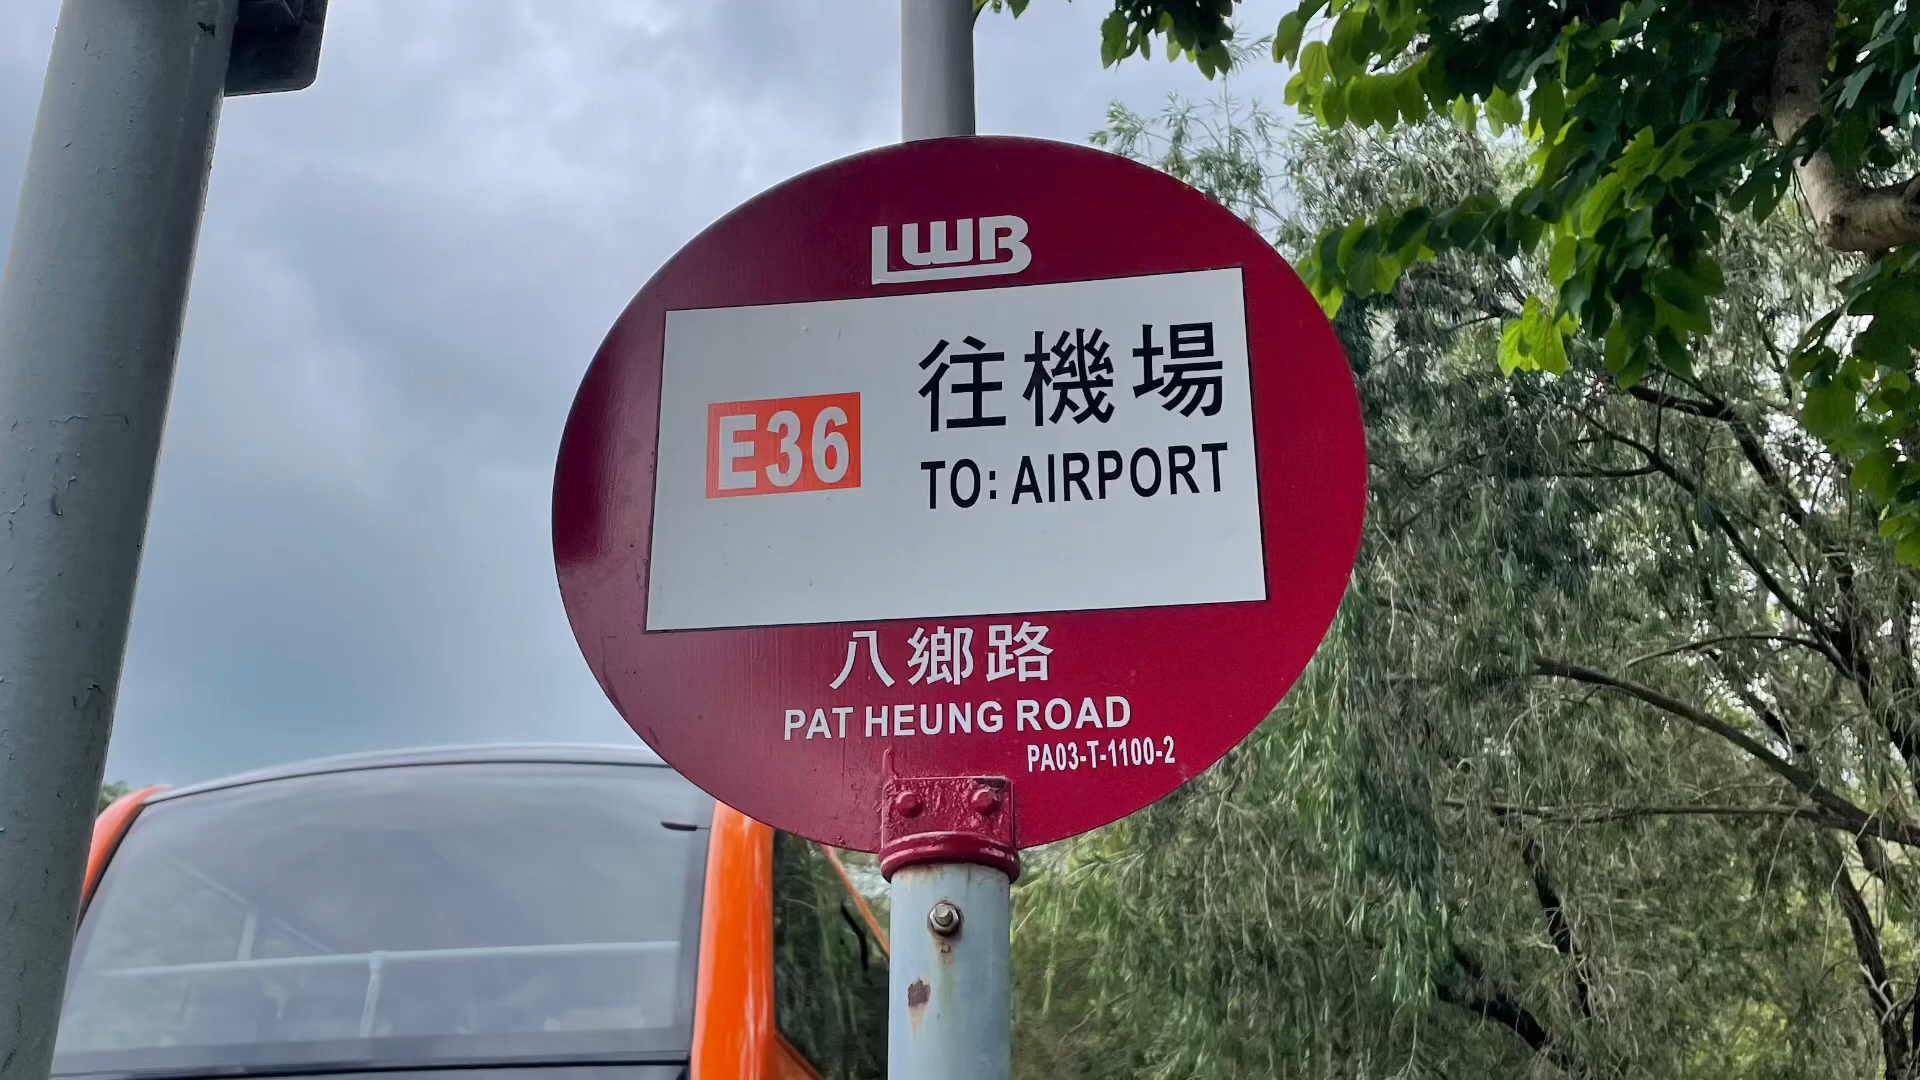 LWB
往機場
E36
TO: AIRPORT
八鄉路
PAT HEUNG ROAD
PA03-T-1100-2